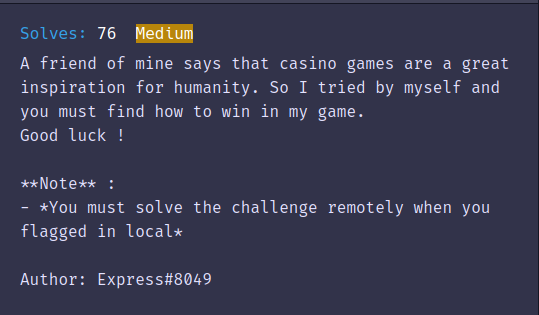 Solves: 76 Medium
A friend of mine says that casino games are a great
inspiration for humanity. So I tried by myself and
you must find how to win in my game.
Good luck !
**Note** :
- *You must solve the challenge remotely when you
flagged in local*
Author: Express#8049